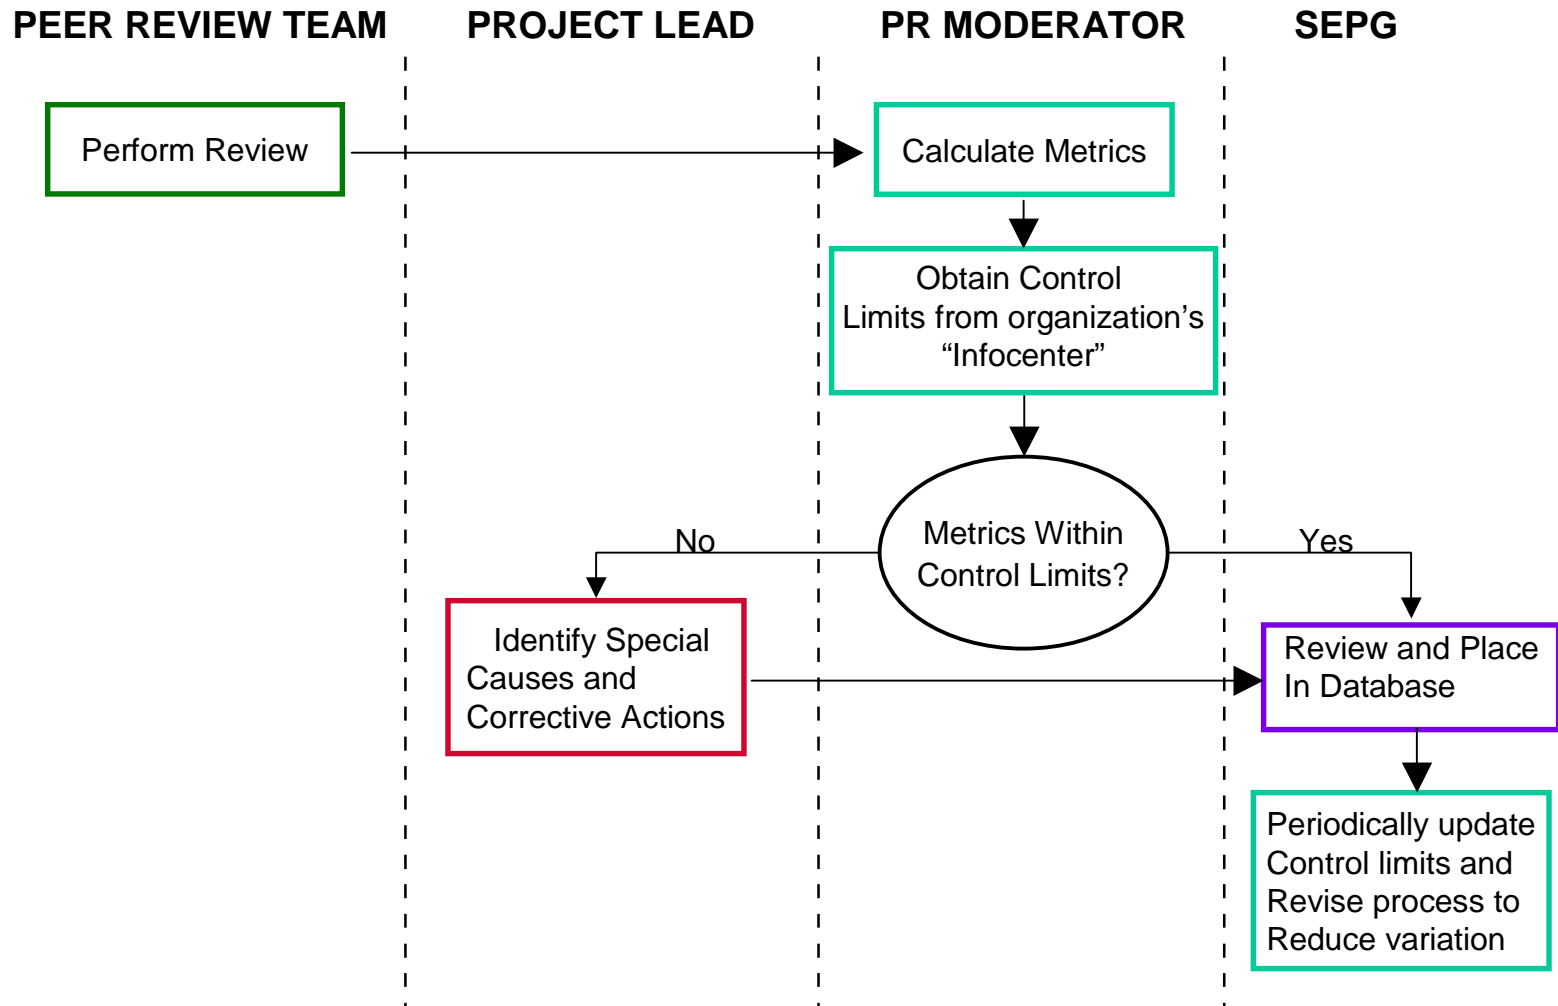 PEER REVIEW TEAM
PROJECT LEAD
PR MODERATOR
SEPG
Perform Review
Calculate Metrics
Obtain Control
Limits from organization’s
“Infocenter”
Metrics Within
Control Limits?
No
Yes
Identify Special
Causes and
Corrective Actions
Review and Place
In Database
Periodically update
Control limits and
Revise process to
Reduce variation